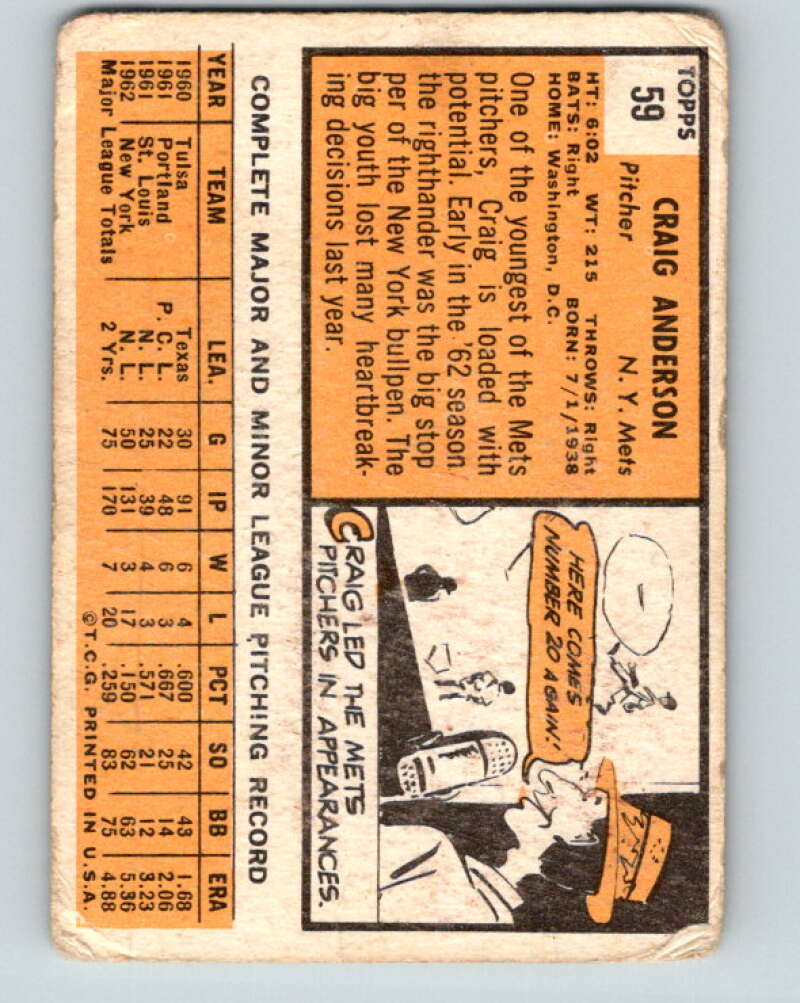 TOPPS
59
CRAIG ANDERSON
Pitcher N. Y. Mets
HT: 6:02 WT: 215 THROWS: Right
BATS: Right BORN: 7/1/1938
HOME: Washington, D.C.
One of the youngest of the Mets
pitchers, Craig is loaded with
potential. Early in the '62 season
the righthander was the big stop
per of the New York bullpen. The
big youth lost many heartbreak-
ing decisions last year.
HERE COMES
NUMBER 20 AGAIN!
CRAIG LED THE METS
PITCHERS IN APPEARANCES.
COMPLETE MAJOR AND MINOR LEAGUE PITCHING RECORD
YEAR TEAM LEA. G IP W L PCT SO BB ERA
1960 Tulsa Texas 30 91 6 4 .600 42 43 1.68
1961 Portland P. C. L. 22 48 6 3 .667 25 14 2.06
1961 St. Louis N. L. 25 39 4 3 .571 21 12 3.23
1962 New York N. L. 50 131 3 17 .150 62 63 5.36
Major League Totals 2 Yrs. 75 170 7 20 .259 83 75 4.88
©T.C.G. PRINTED IN U.S.A.